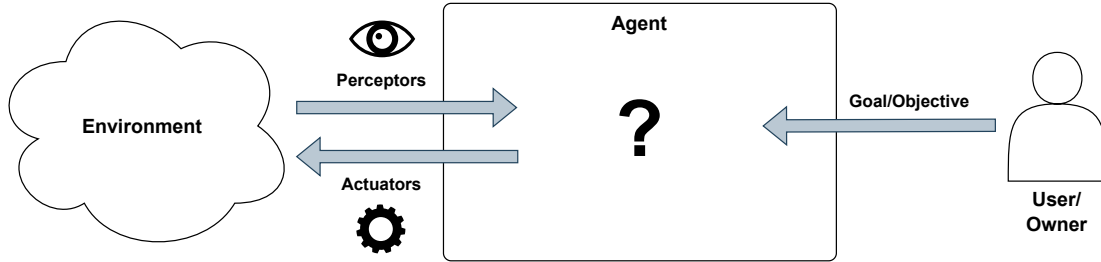 Agent
Perceptors
Environment
?
Goal/Objective
Actuators
User/
Owner